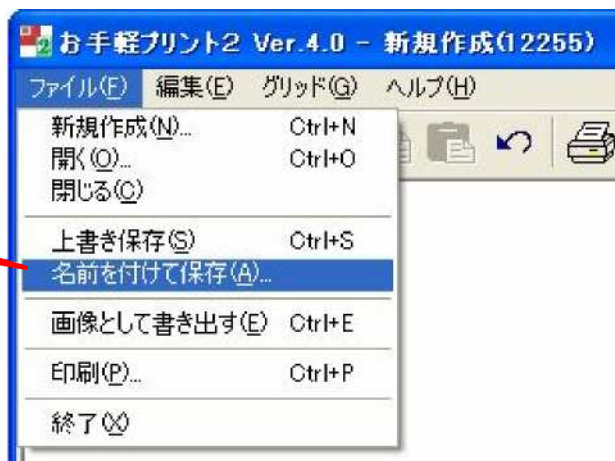 お手軽プリント2 Ver.4.0 - 新規作成(12255)
ファイル(F) 編集(E) グリッド(G) ヘルプ(H)
新規作成(N)... Ctrl+N
開く(O)... Ctrl+O
閉じる(C)
上書き保存(S) Ctrl+S
名前を付けて保存(A)...
画像として書き出す(E) Ctrl+E
印刷(P)... Ctrl+P
終了(X)